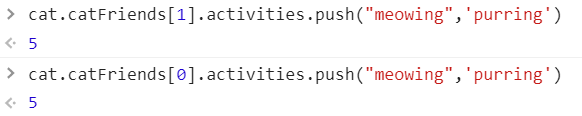 > cat.catFriends[1].activities.push("meowing",'purring')
< 5
> cat.catFriends[0].activities.push("meowing",'purring')
< 5